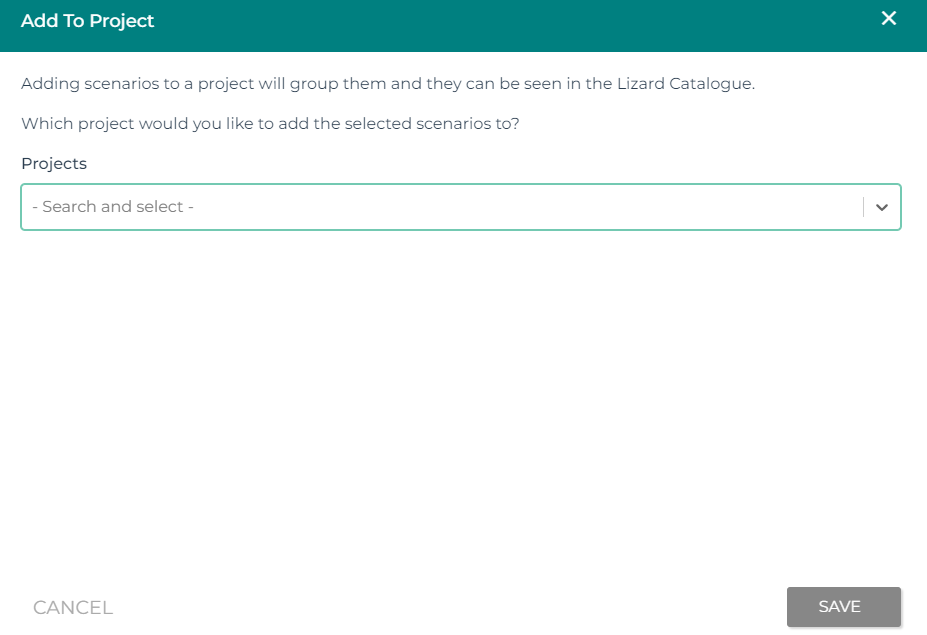 Add To Project
Adding scenarios to a project will group them and they can be seen in the Lizard Catalogue.
Which project would you like to add the selected scenarios to?
Projects
- Search and select -
CANCEL
SAVE